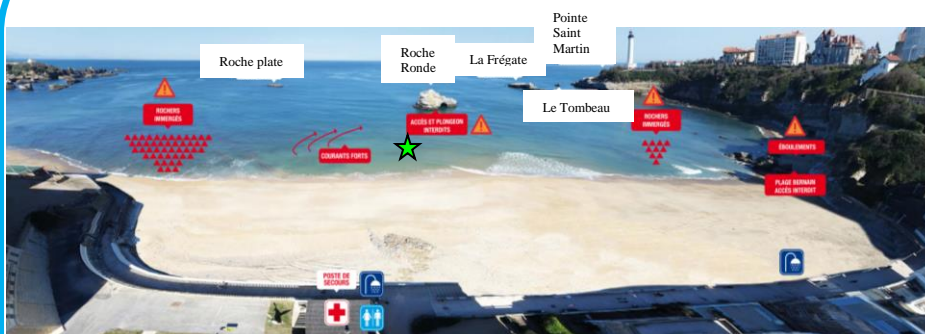 Pointe
Saint
Martin
Roche plate
Roche
Ronde
La Frégate
Le Tombeau
ROCHERS
IMMERGÉS
ACCÈS ET PLONGEON
INTERDITS
ROCHERS
IMMERGÉS
COURANTS FORTS
ÉBOULEMENTS
PLAGE BERNAIN
ACCÈS INTERDIT
POSTE DE
SECOURS